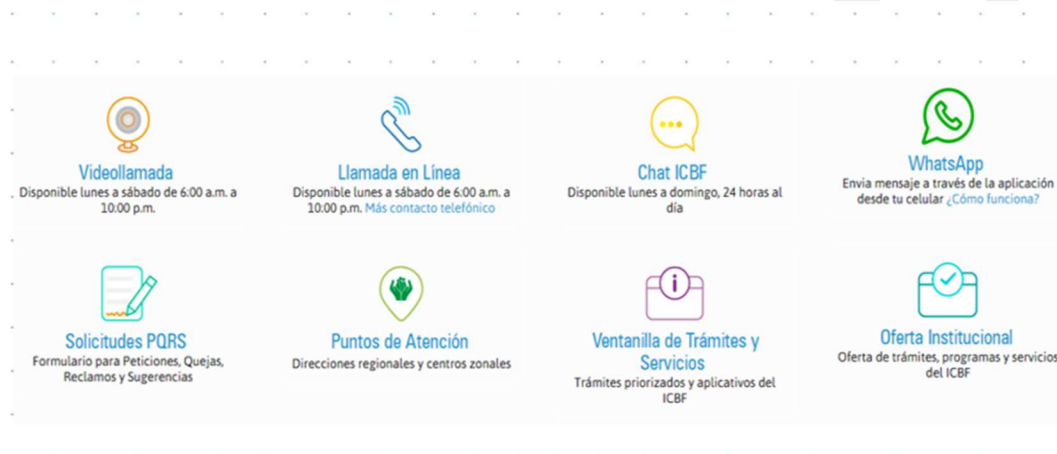 Videollamada
Disponible lunes a sábado de 6:00 a.m. a
10:00 p.m.
Llamada en Línea
Disponible lunes a sábado de 6:00 a.m. a
10:00 p.m. Más contacto telefónico
Chat ICBF
Disponible lunes a domingo, 24 horas al
día
WhatsApp
Envia mensaje a través de la aplicación
desde tu celular ¿Cómo funciona?
Solicitudes PQRS
Formulario para Peticiones, Quejas,
Reclamos y Sugerencias
Puntos de Atención
Direcciones regionales y centros zonales
Ventanilla de Trámites y
Servicios
Trámites priorizados y aplicativos del
ICBF
Oferta Institucional
Oferta de trámites, programas y servicios
del ICBF